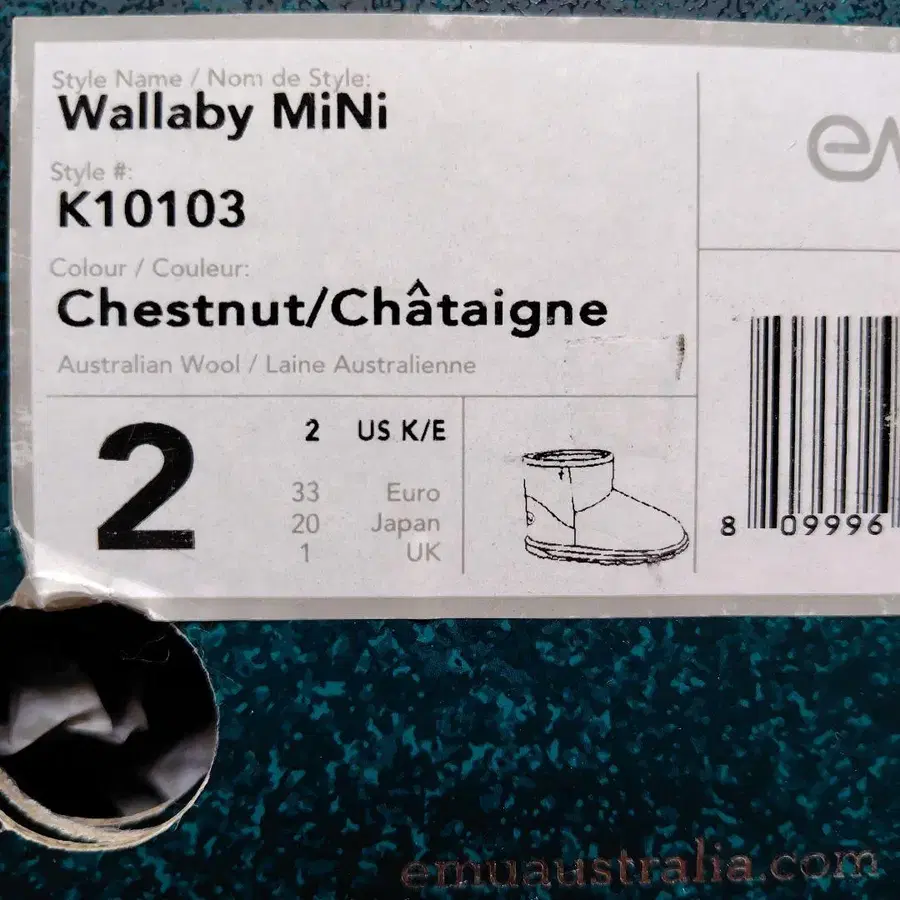 Style Name / Nom de Style:
Wallaby MiNi
Style #:
K10103
Colour / Couleur:
Chestnut/Châtaigne
Australian Wool / Laine Australienne
2
2 US K/E
33 Euro
20 Japan
1 UK
8 09996
emuaustralia.com